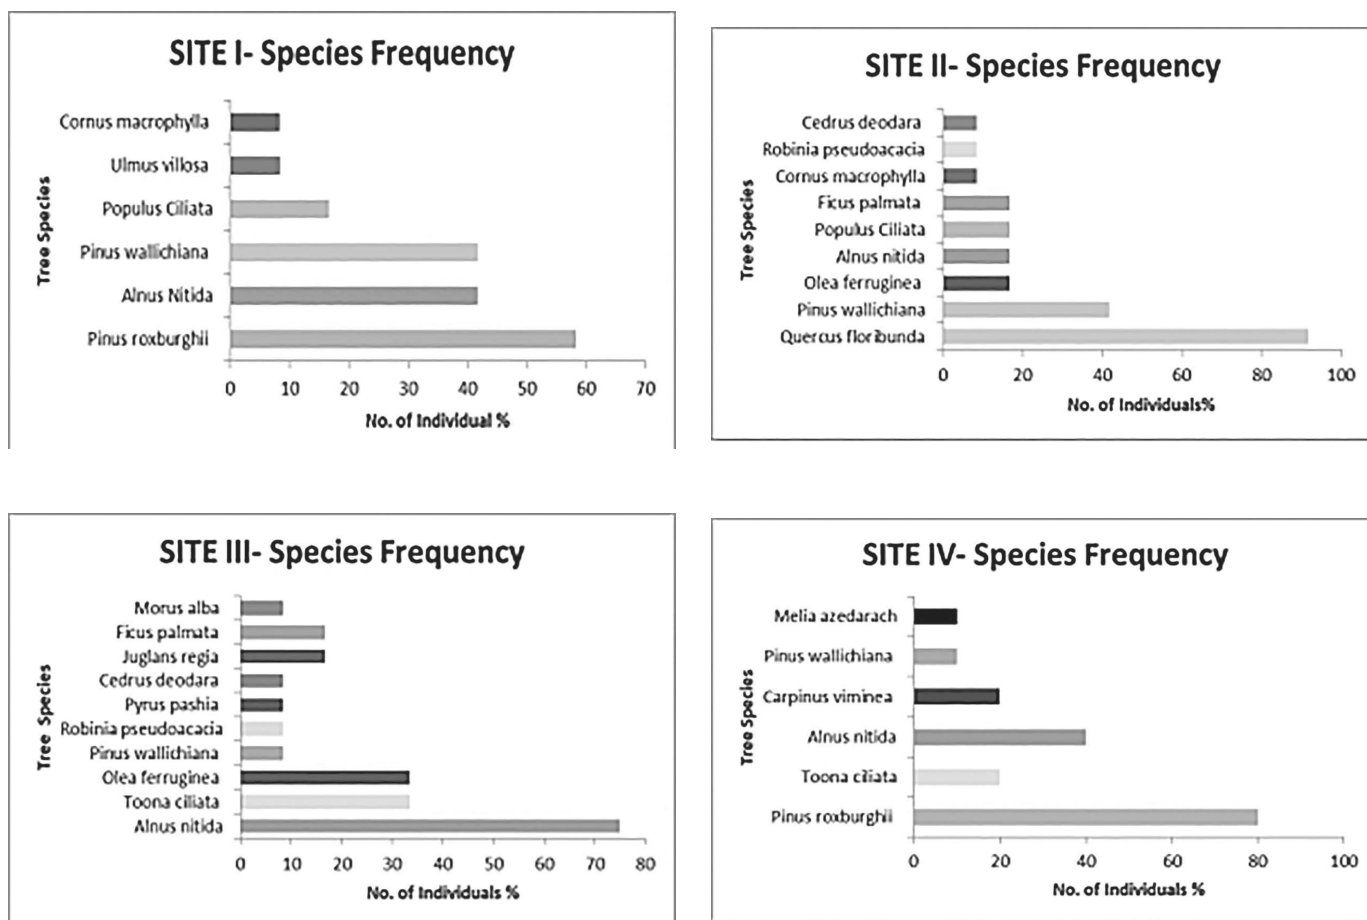 SITE I- Species Frequency
Tree Species
Cornus macrophylla
Ulmus villosa
Populus Ciliata
Pinus wallichiana
Alnus Nitida
Pinus roxburghii
0 10 20 30 40 50 60 70
No. of Individual %
SITE II- Species Frequency
Cedrus deodara
Robinia pseudoacacia
Cornus macrophylla
Ficus palmata
Populus Ciliata
Alnus nitida
Olea ferruginea
Pinus wallichiana
Quercus floribunda
0 20 40 60 80 100
No. of Individuals%
SITE III- Species Frequency
Tree Species
Morus alba
Ficus palmata
Juglans regia
Cedrus deodara
Pyrus pashia
Robinia pseudoacacia
Pinus wallichiana
Olea ferruginea
Toona ciliata
Alnus nitida
0 10 20 30 40 50 60 70 80
No. of Individuals %
SITE IV- Species Frequency
Tree Species
Melia azedarach
Pinus wallichiana
Carpinus viminea
Alnus nitida
Toona ciliata
Pinus roxburghii
0 20 40 60 80 100
No. of Individuals %